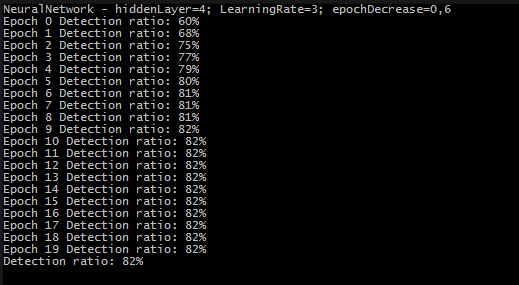 NeuralNetwork - hiddenLayer=4; LearningRate=3; epochDecrease=0,6
Epoch 0 Detection ratio: 60%
Epoch 1 Detection ratio: 68%
Epoch 2 Detection ratio: 75%
Epoch 3 Detection ratio: 77%
Epoch 4 Detection ratio: 79%
Epoch 5 Detection ratio: 80%
Epoch 6 Detection ratio: 81%
Epoch 7 Detection ratio: 81%
Epoch 8 Detection ratio: 81%
Epoch 9 Detection ratio: 82%
Epoch 10 Detection ratio: 82%
Epoch 11 Detection ratio: 82%
Epoch 12 Detection ratio: 82%
Epoch 13 Detection ratio: 82%
Epoch 14 Detection ratio: 82%
Epoch 15 Detection ratio: 82%
Epoch 16 Detection ratio: 82%
Epoch 17 Detection ratio: 82%
Epoch 18 Detection ratio: 82%
Epoch 19 Detection ratio: 82%
Detection ratio: 82%